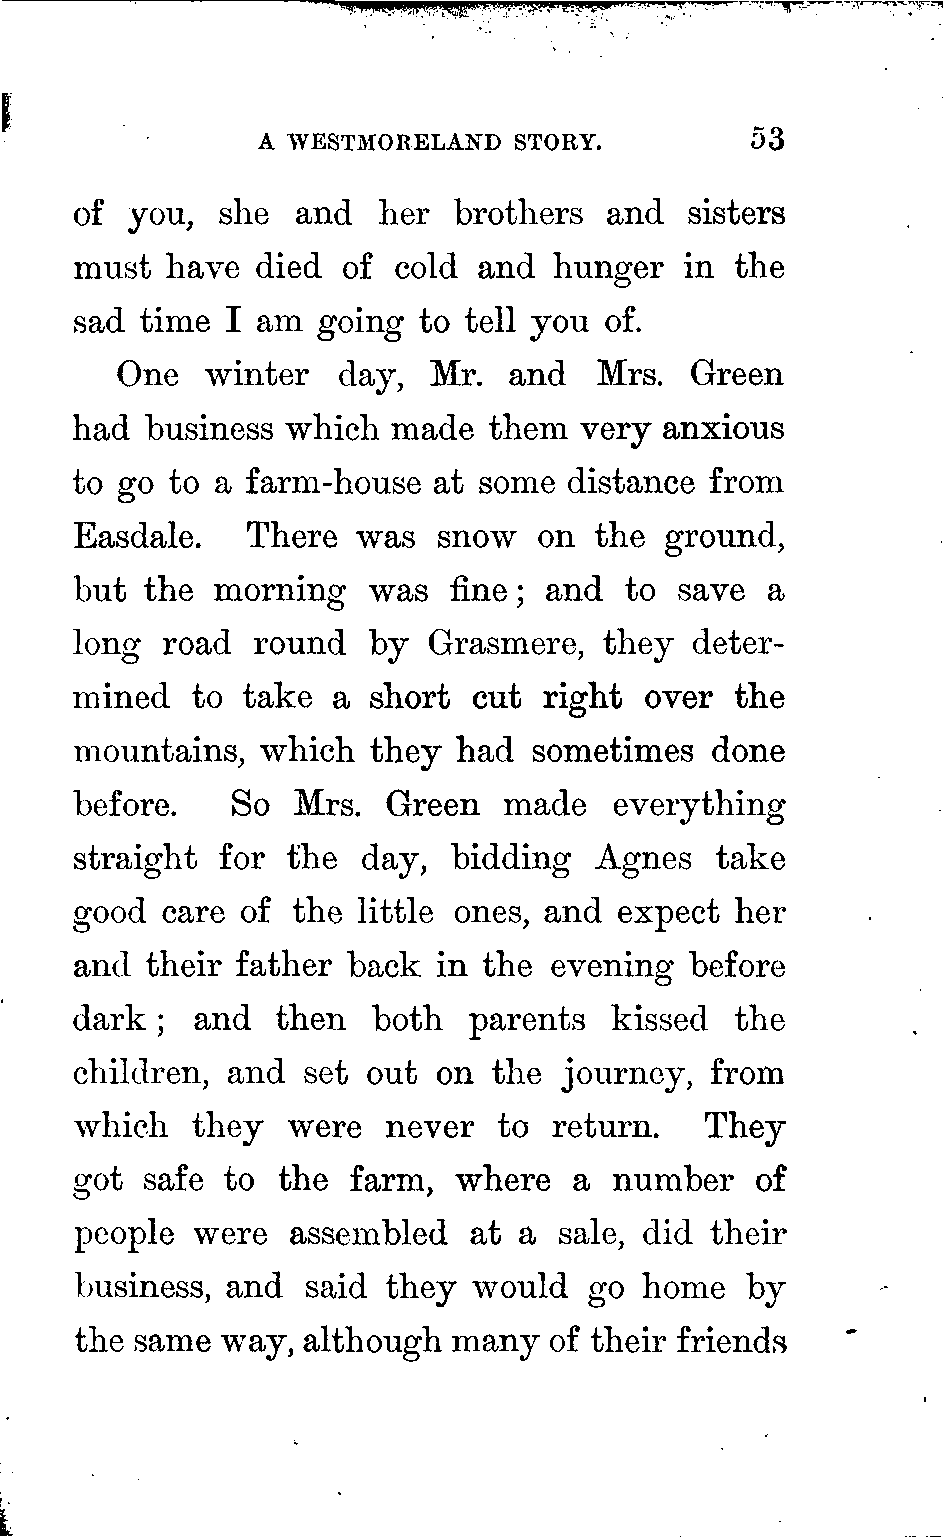 A WESTMORELAND STORY. 53
of you, she and her brothers and sisters
must have died of cold and hunger in the
sad time I am going to tell you of.
One winter day, Mr. and Mrs. Green
had business which made them very anxious
to go to a farm-house at some distance from
Easdale. There was snow on the ground,
but the morning was fine; and to save a
long road round by Grasmere, they deter-
mined to take a short cut right over the
mountains, which they had sometimes done
before. So Mrs. Green made everything
straight for the day, bidding Agnes take
good care of the little ones, and expect her
and their father back in the evening before
dark; and then both parents kissed the
children, and set out on the journey, from
which they were never to return. They
got safe to the farm, where a number of
people were assembled at a sale, did their
business, and said they would go home by
the same way, although many of their friends